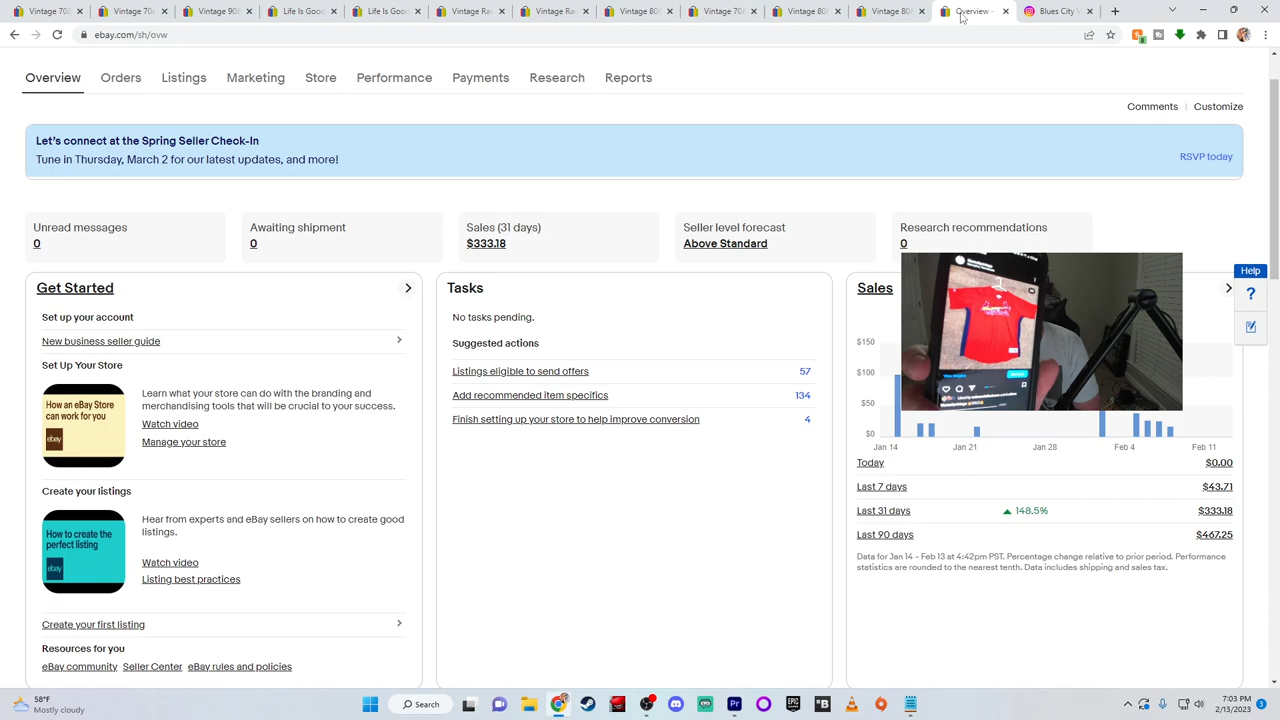 Vintage 70
Vintage 70
Vintage 90
Life Is Goo
Life Is Goo
Vintage Ra
Vintage Ra
Vintage 80
Vintage 70
Vintage 80
Vintage 80
Overview
Blues City V
ebay.com/sh/ovw
Overview Orders Listings Marketing Store Performance Payments Research Reports
Comments | Customize
Let's connect at the Spring Seller Check-In
Tune in Thursday, March 2 for our latest updates, and more!
RSVP today
Unread messages
0
Awaiting shipment
0
Sales (31 days)
$333.18
Seller level forecast
Above Standard
Research recommendations
0
Get Started
Set up your account
New business seller guide
Set Up Your Store
How an eBay Store
can work for you
ebay
Learn what your store can do with the branding and
merchandising tools that will be crucial to your success.
Watch video
Manage your store
Create your listings
How to create the
perfect listing
ebay
Hear from experts and eBay sellers on how to create good
listings.
Watch video
Listing best practices
Create your first listing
Resources for you
eBay community Seller Center eBay rules and policies
Tasks
No tasks pending.
Suggested actions
Listings eligible to send offers 57
Add recommended item specifics 134
Finish setting up your store to help improve conversion 4
Sales
$150
$100
$50
$0
Jan 14 Jan 21 Jan 28 Feb 4 Feb 11
Today $0.00
Last 7 days $43.71
Last 31 days 148.5% $333.18
Last 90 days $467.25
Data for Jan 14 - Feb 13 at 4:42pm PST. Percentage change relative to prior period. Performance
statistics are rounded to the nearest tenth. Data includes shipping and sales tax.
Help
?
58°F
Mostly cloudy
Search
7:03 PM
2/13/2023